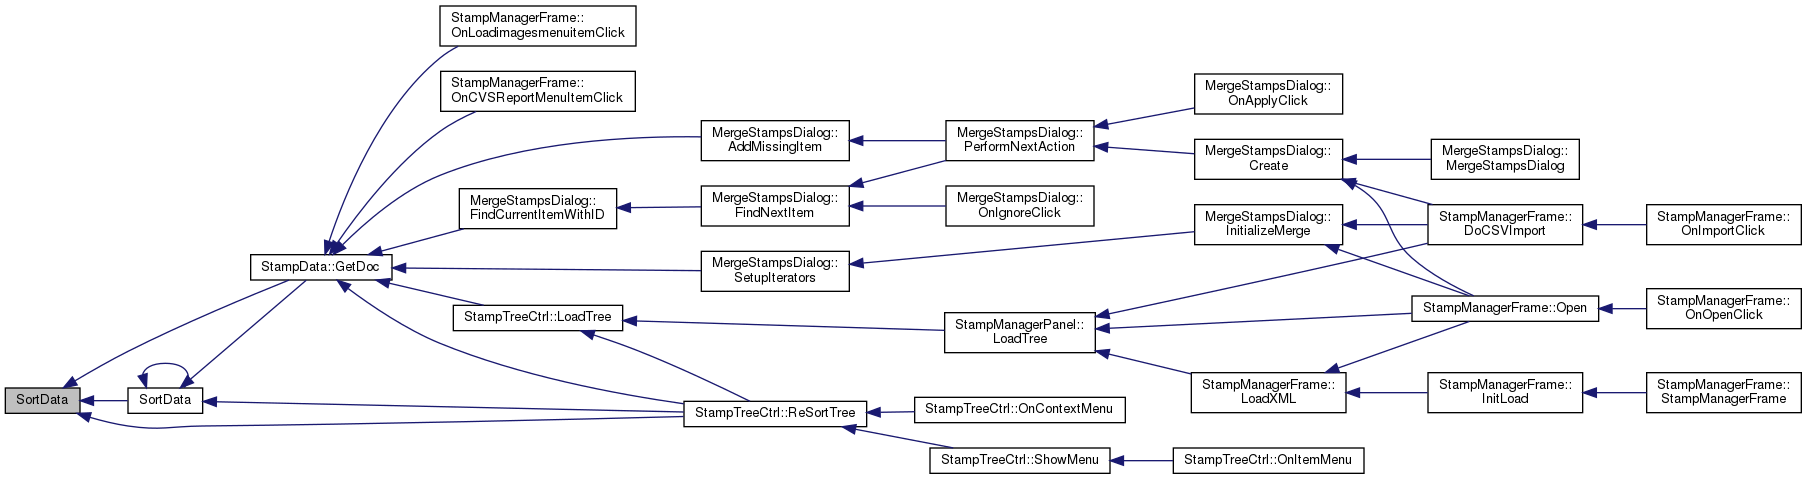 StampManagerFrame::
OnLoadimagesmenuitemClick
StampManagerFrame::
OnCVSReportMenuItemClick
MergeStampsDialog::
OnApplyClick
MergeStampsDialog::
AddMissingItem
MergeStampsDialog::
PerformNextAction
MergeStampsDialog::
Create
MergeStampsDialog::
MergeStampsDialog
MergeStampsDialog::
FindCurrentItemWithID
MergeStampsDialog::
FindNextItem
MergeStampsDialog::
OnIgnoreClick
MergeStampsDialog::
InitializeMerge
StampManagerFrame::
DoCSVImport
StampManagerFrame::
OnImportClick
StampData::GetDoc
MergeStampsDialog::
SetupIterators
StampTreeCtrl::LoadTree
StampManagerPanel::
LoadTree
StampManagerFrame::Open
StampManagerFrame::
OnOpenClick
SortData
SortData
StampTreeCtrl::ReSortTree
StampTreeCtrl::OnContextMenu
StampManagerFrame::
LoadXML
StampManagerFrame::
InitLoad
StampManagerFrame::
StampManagerFrame
StampTreeCtrl::ShowMenu
StampTreeCtrl::OnItemMenu